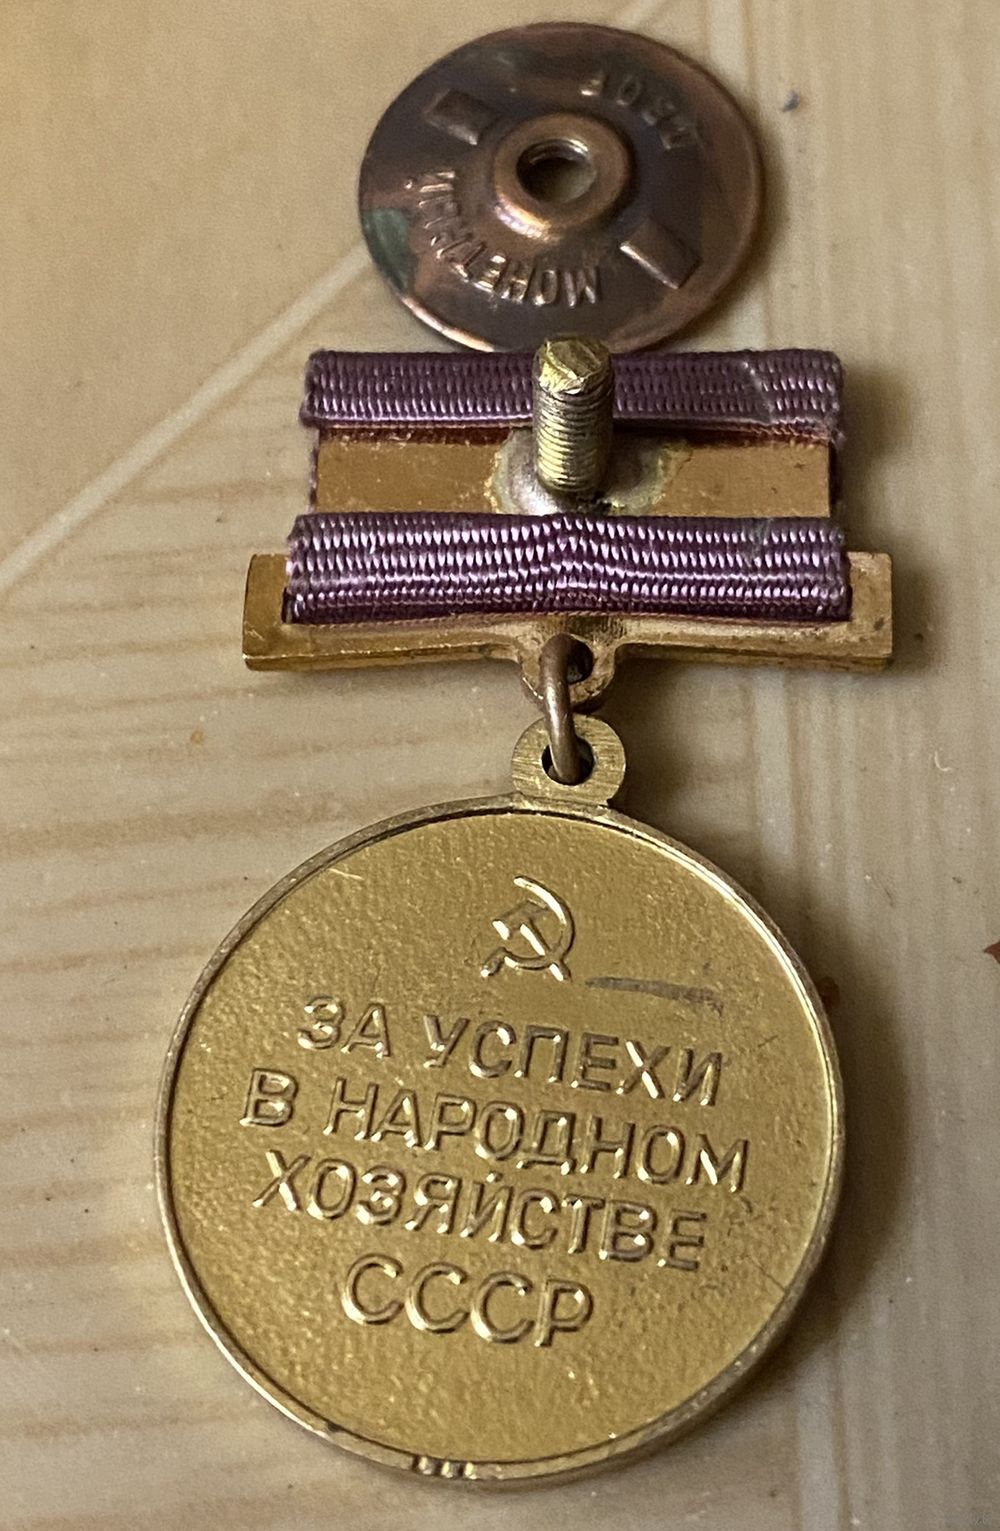 МОНЕТНЫЙ
ДВОР
ЗА УСПЕХИ
В НАРОДНОМ
ХОЗЯЙСТВЕ
СССР